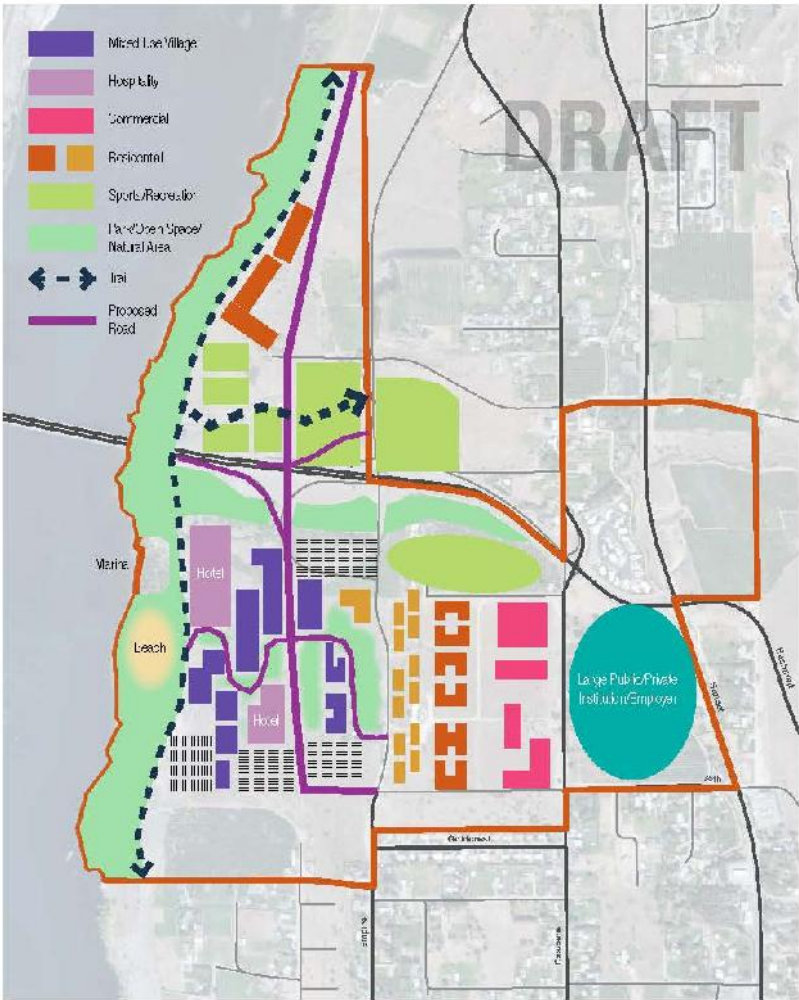 Mixed Use Village
Hospitality
Commercial
Residential
Sports/Recreation
Park/Open Space/
Natural Area
Trail
Proposed
Road
DRAFT
Marina
Hotel
Beach
Hotel
Large Public/Private
Institution/Employer
Sunset